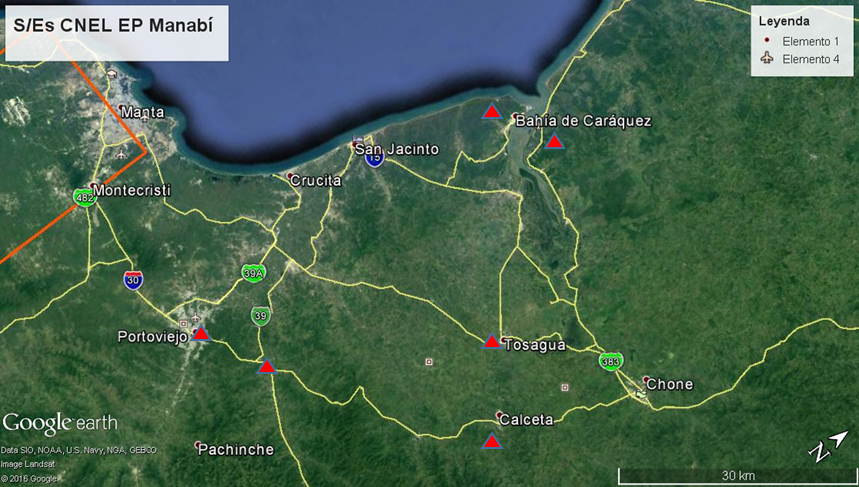 S/Es CNEL EP Manabí
Leyenda
Elemento 1
Elemento 4
Manta
Bahía de Caráquez
San Jacinto
15
Crucita
Montecristi
482
39A
30
39
Portoviejo
Tosagua
383
Chone
Calceta
Pachinche
Google earth
Data SIO, NOAA, U.S. Navy, NGA, GEBCO
Image Landsat
© 2016 Google
N
30 km